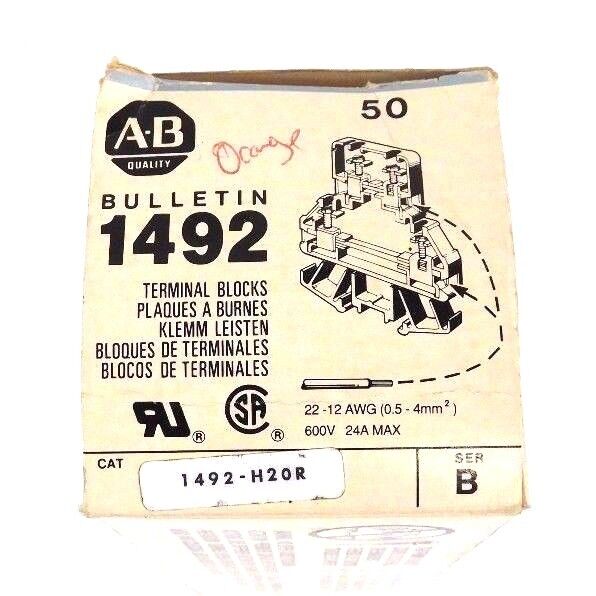 50
A-B
QUALITY
Orange
BULLETIN
1492
TERMINAL BLOCKS
PLAQUES A BURNES
KLEMM LEISTEN
BLOQUES DE TERMINALES
BLOCOS DE TERMINALES
22-12 AWG (0.5 - 4mm²)
600V 24A MAX
CAT
1492-H20R
SER
B